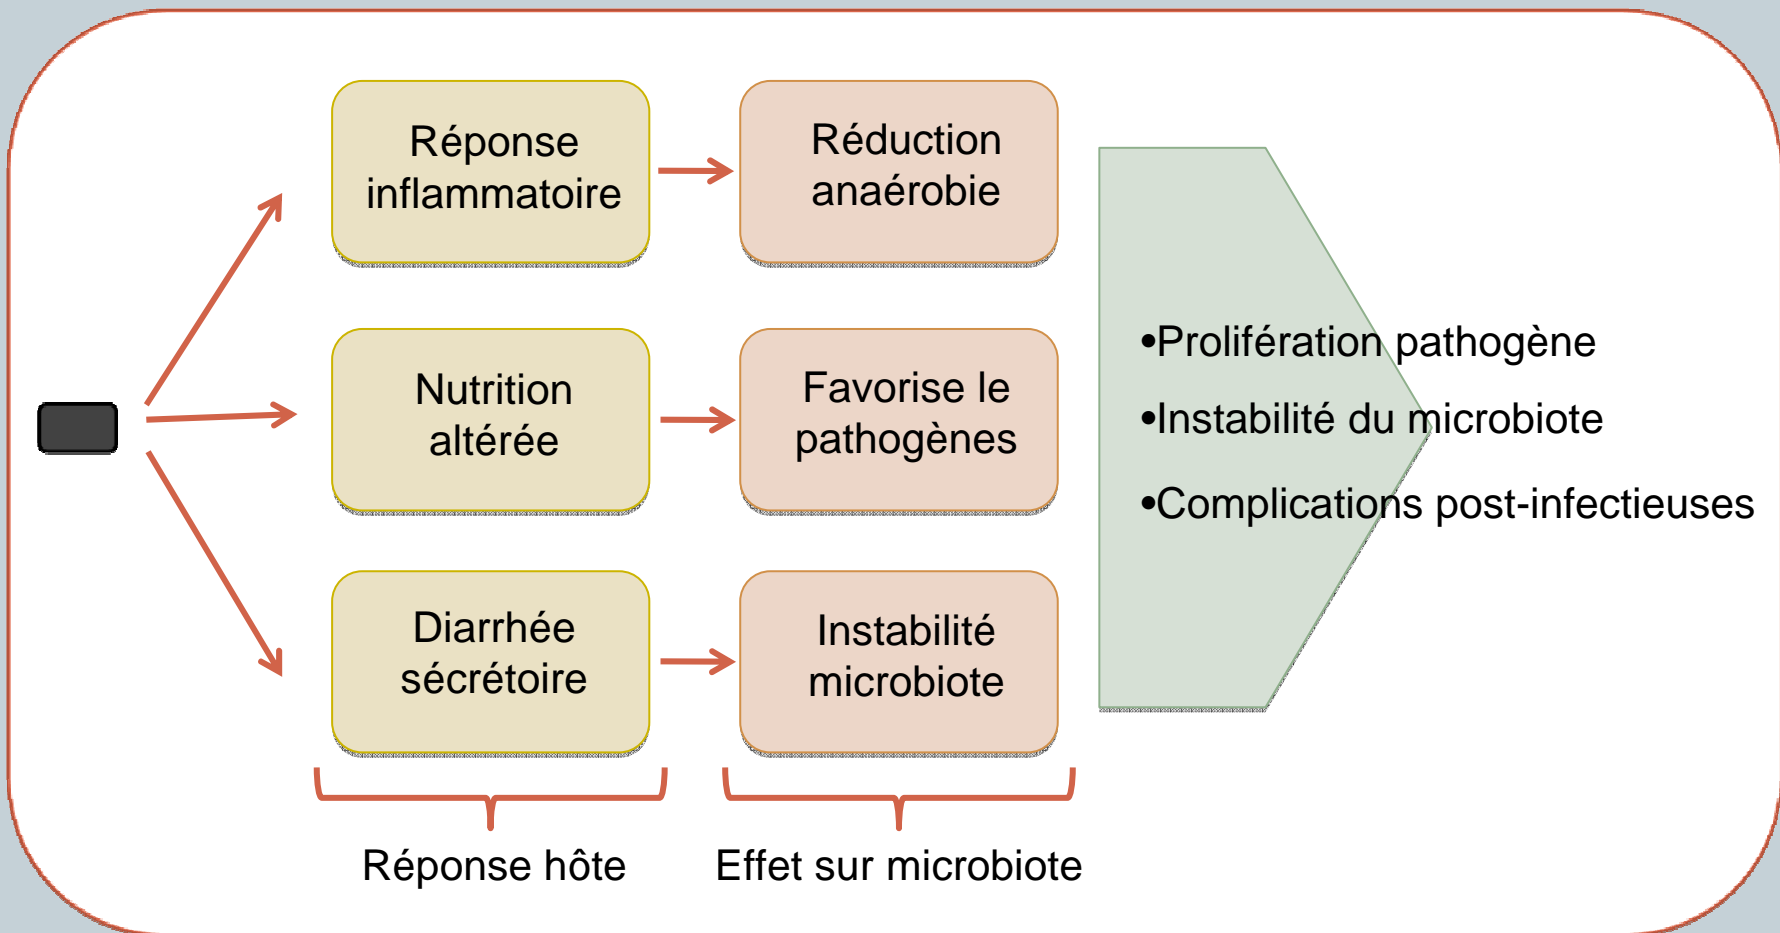 Réponse
inflammatoire
Réduction
anaérobie
Nutrition
altérée
Favorise le
pathogènes
Diarrhée
sécrétoire
Instabilité
microbiote
•Prolifération pathogène
•Instabilité du microbiote
•Complications post-infectieuses
Réponse hôte
Effet sur microbiote